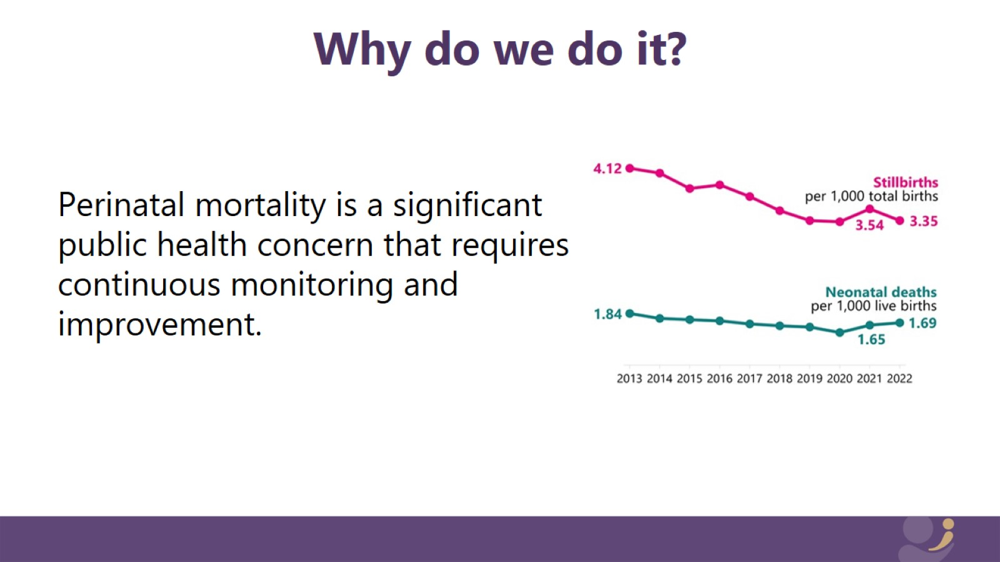 Why do we do it?
Perinatal mortality is a significant
public health concern that requires
continuous monitoring and
improvement.
4.12
Stillbirths
per 1,000 total births
3.54
3.35
Neonatal deaths
per 1,000 live births
1.84
1.69
1.65
2013 2014 2015 2016 2017 2018 2019 2020 2021 2022